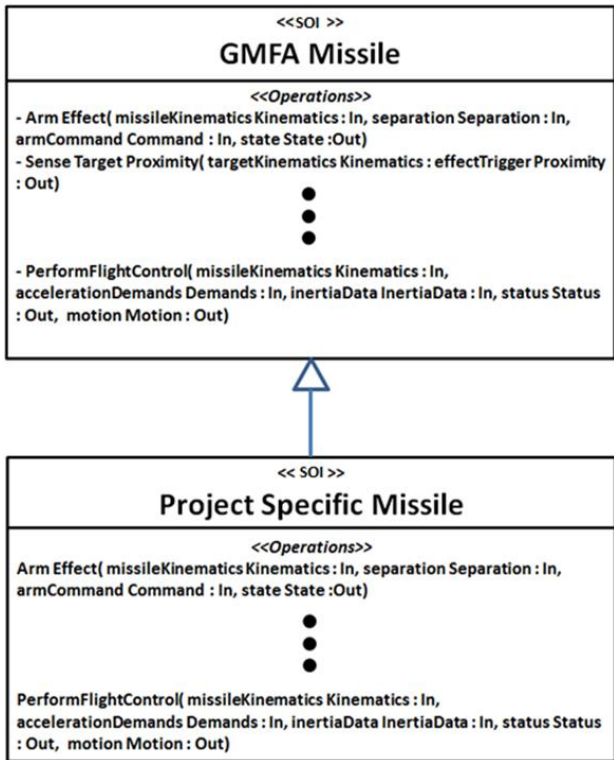 <<SOI >>
GMFA Missile
<<Operations>>
- Arm Effect( missileKinematics Kinematics : In, separation Separation : In,
armCommand Command : In, state State :Out)
- Sense Target Proximity( targetKinematics Kinematics : effectTrigger Proximity
: Out)
- PerformFlightControl( missileKinematics Kinematics : In,
accelerationDemands Demands : In, inertiaData InertiaData : In, status Status
: Out, motion Motion : Out)
<< SOI >>
Project Specific Missile
<<Operations>>
Arm Effect( missileKinematics Kinematics : In, separation Separation : In,
armCommand Command : In, state State :Out)
PerformFlightControl( missileKinematics Kinematics : In,
accelerationDemands Demands : In, inertiaData InertiaData : In, status Status
: Out, motion Motion : Out)